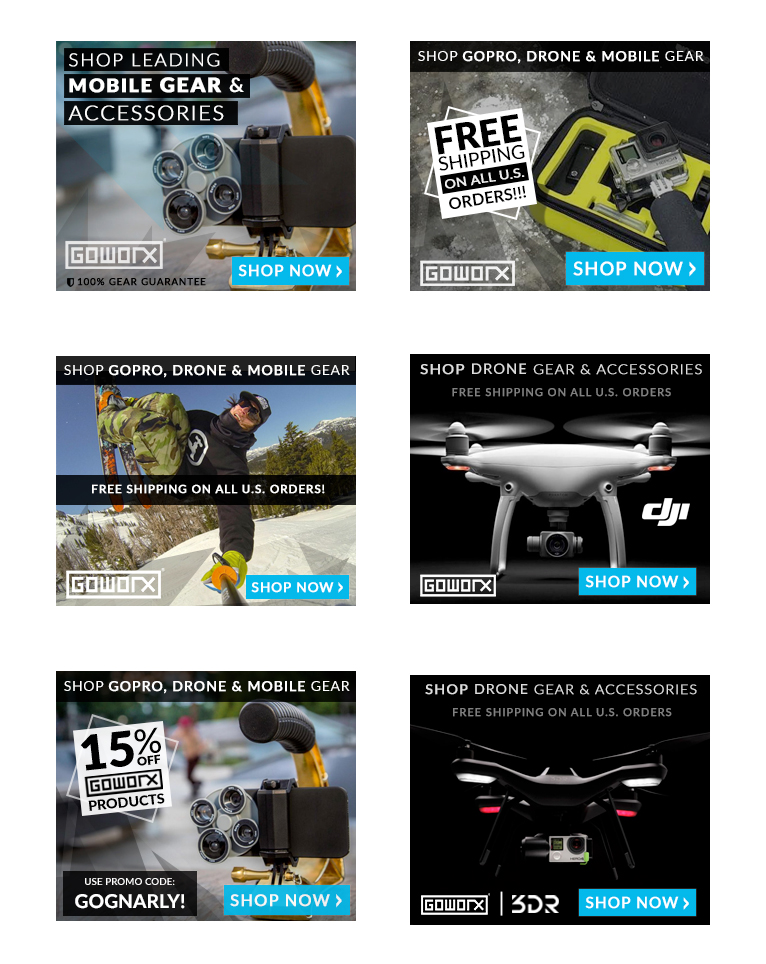 SHOP LEADING
MOBILE GEAR &
ACCESSORIES
GOWORX
100% GEAR GUARANTEE
SHOP NOW >
SHOP GOPRO, DRONE & MOBILE GEAR
FREE
SHIPPING
ON ALL U.S.
ORDERS!!!
GOWORX
SHOP NOW >
SHOP GOPRO, DRONE & MOBILE GEAR
FREE SHIPPING ON ALL U.S. ORDERS!
GOWORX
SHOP NOW >
SHOP DRONE GEAR & ACCESSORIES
FREE SHIPPING ON ALL U.S. ORDERS
dji
GOWORX
SHOP NOW >
SHOP GOPRO, DRONE & MOBILE GEAR
15%
OFF
GOWORX
PRODUCTS
USE PROMO CODE:
GOGNARLY!
SHOP NOW >
SHOP DRONE GEAR & ACCESSORIES
FREE SHIPPING ON ALL U.S. ORDERS
GOWORX | 3DR
SHOP NOW >